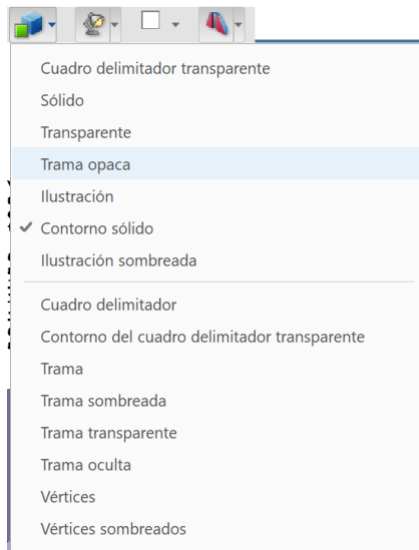 Cuadro delimitador transparente
Sólido
Transparente
Trama opaca
Ilustración
Contorno sólido
Ilustración sombreada
Cuadro delimitador
Contorno del cuadro delimitador transparente
Trama
Trama sombreada
Trama transparente
Trama oculta
Vértices
Vértices sombreados